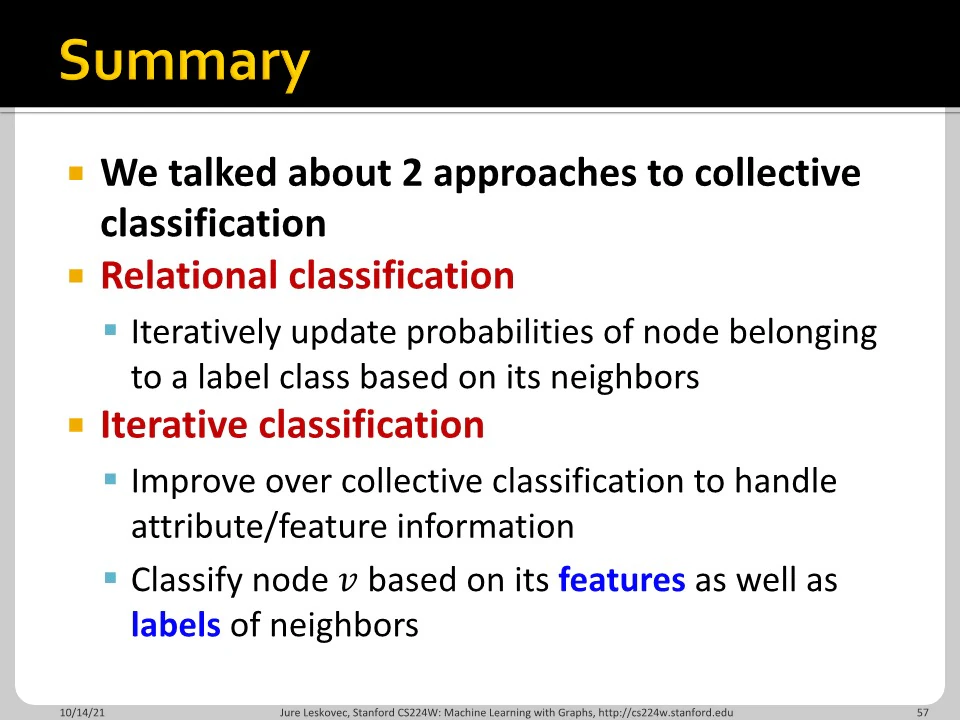 Summary
We talked about 2 approaches to collective
classification
Relational classification
Iteratively update probabilities of node belonging
to a label class based on its neighbors
Iterative classification
Improve over collective classification to handle
attribute/feature information
Classify node 𝑣 based on its features as well as
labels of neighbors
10/14/21
Jure Leskovec, Stanford CS224W: Machine Learning with Graphs, http://cs224w.stanford.edu
57